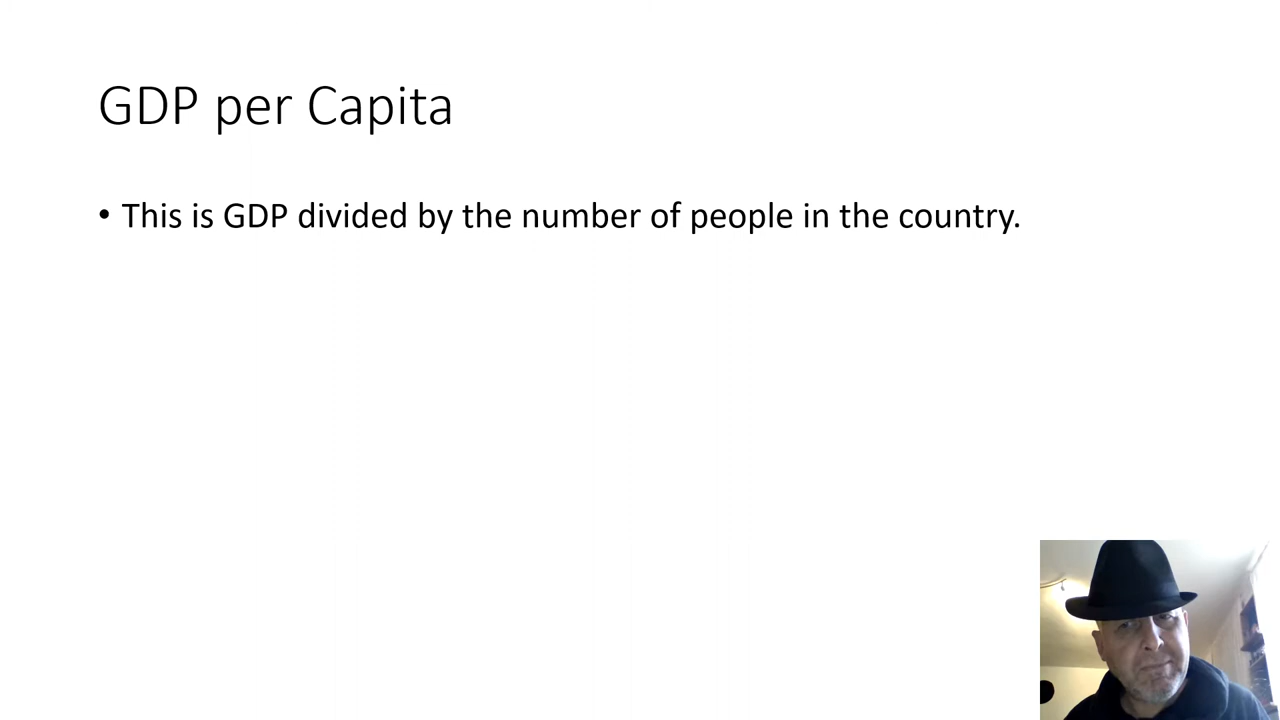 GDP per Capita
• This is GDP divided by the number of people in the country.